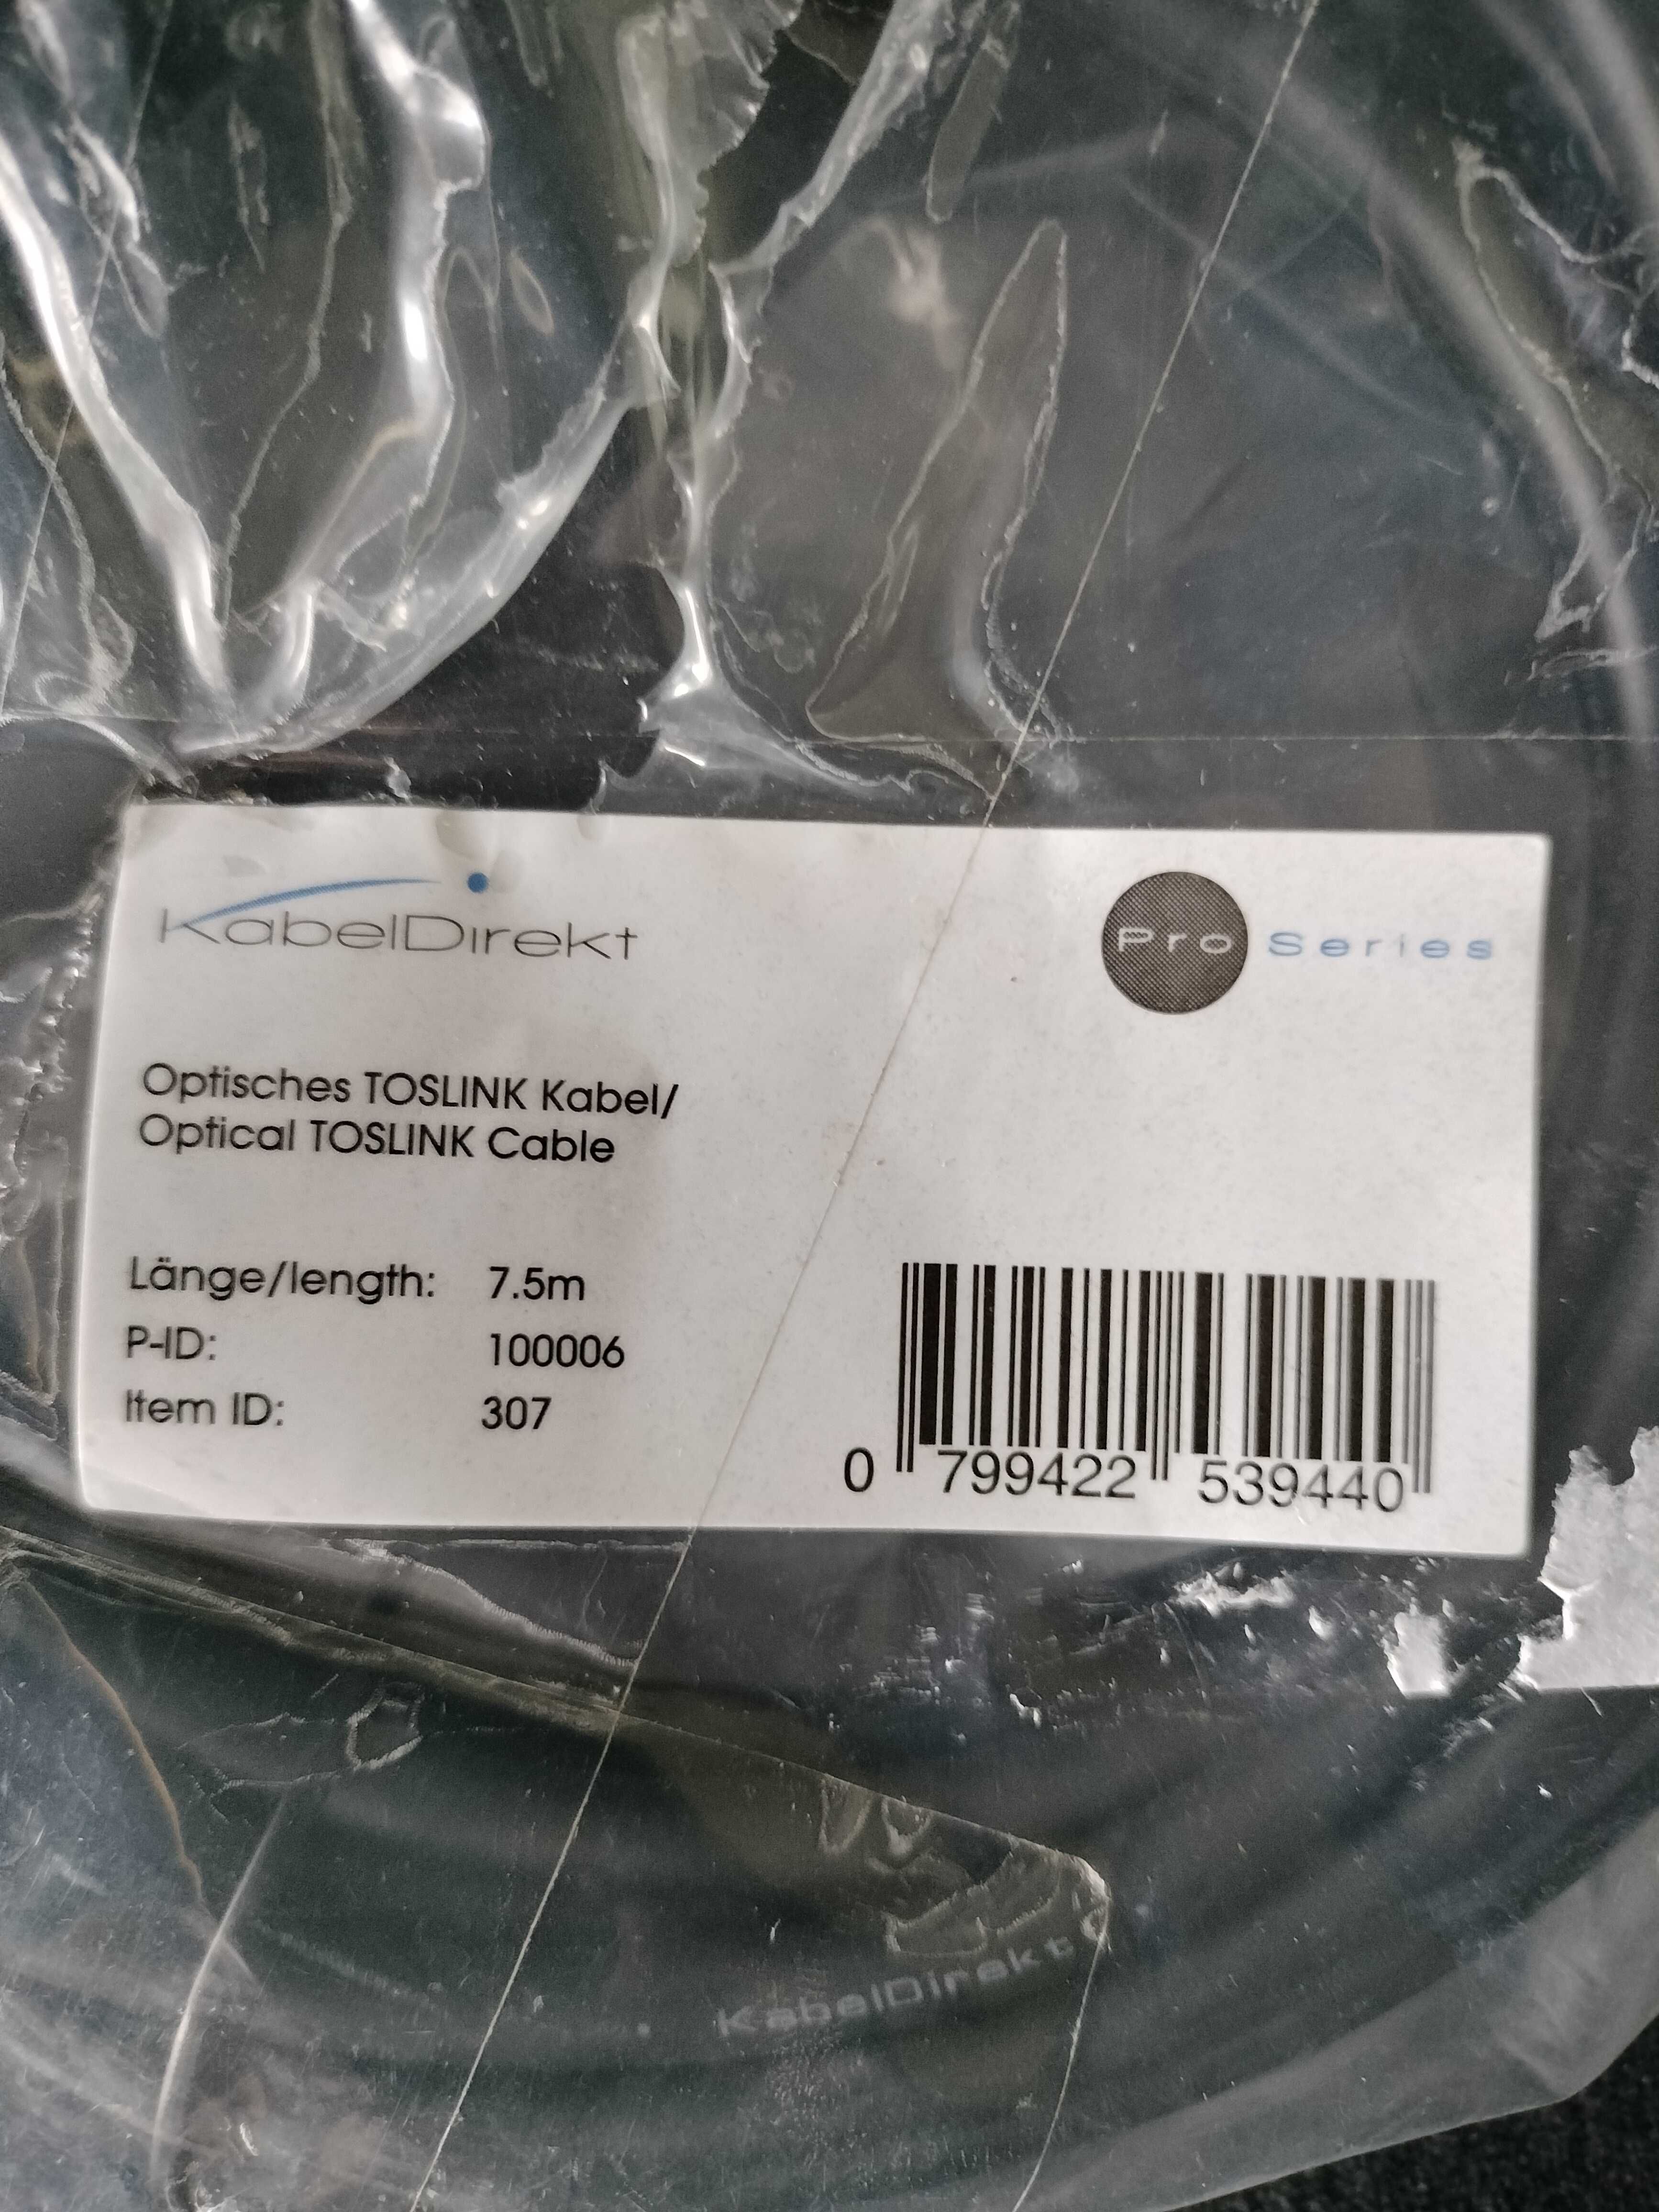 KabelDirekt
Pro Series
Optisches TOSLINK Kabel/
Optical TOSLINK Cable
Länge/length: 7.5m
P-ID: 100006
Item ID: 307
0 799422 539440
KabelDirekt